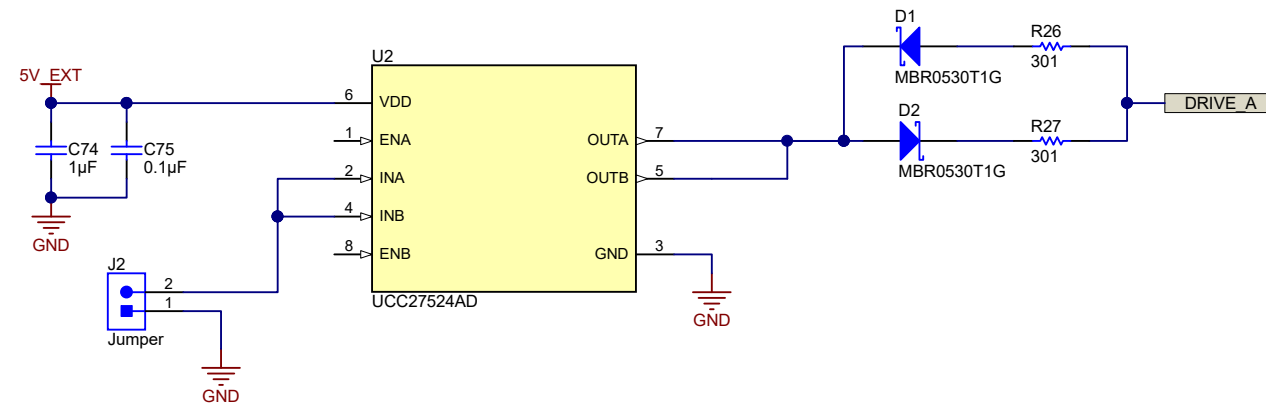 D1
R26
U2
MBR0530T1G
301
5V_EXT
6 VDD
D2
DRIVE_A
1 ENA
OUTA 7
R27
C74
C75
1µF
0.1µF
2 INA
OUTB 5
MBR0530T1G
301
4 INB
GND
8 ENB
GND 3
J2
2
1
UCC27524AD
GND
Jumper
GND